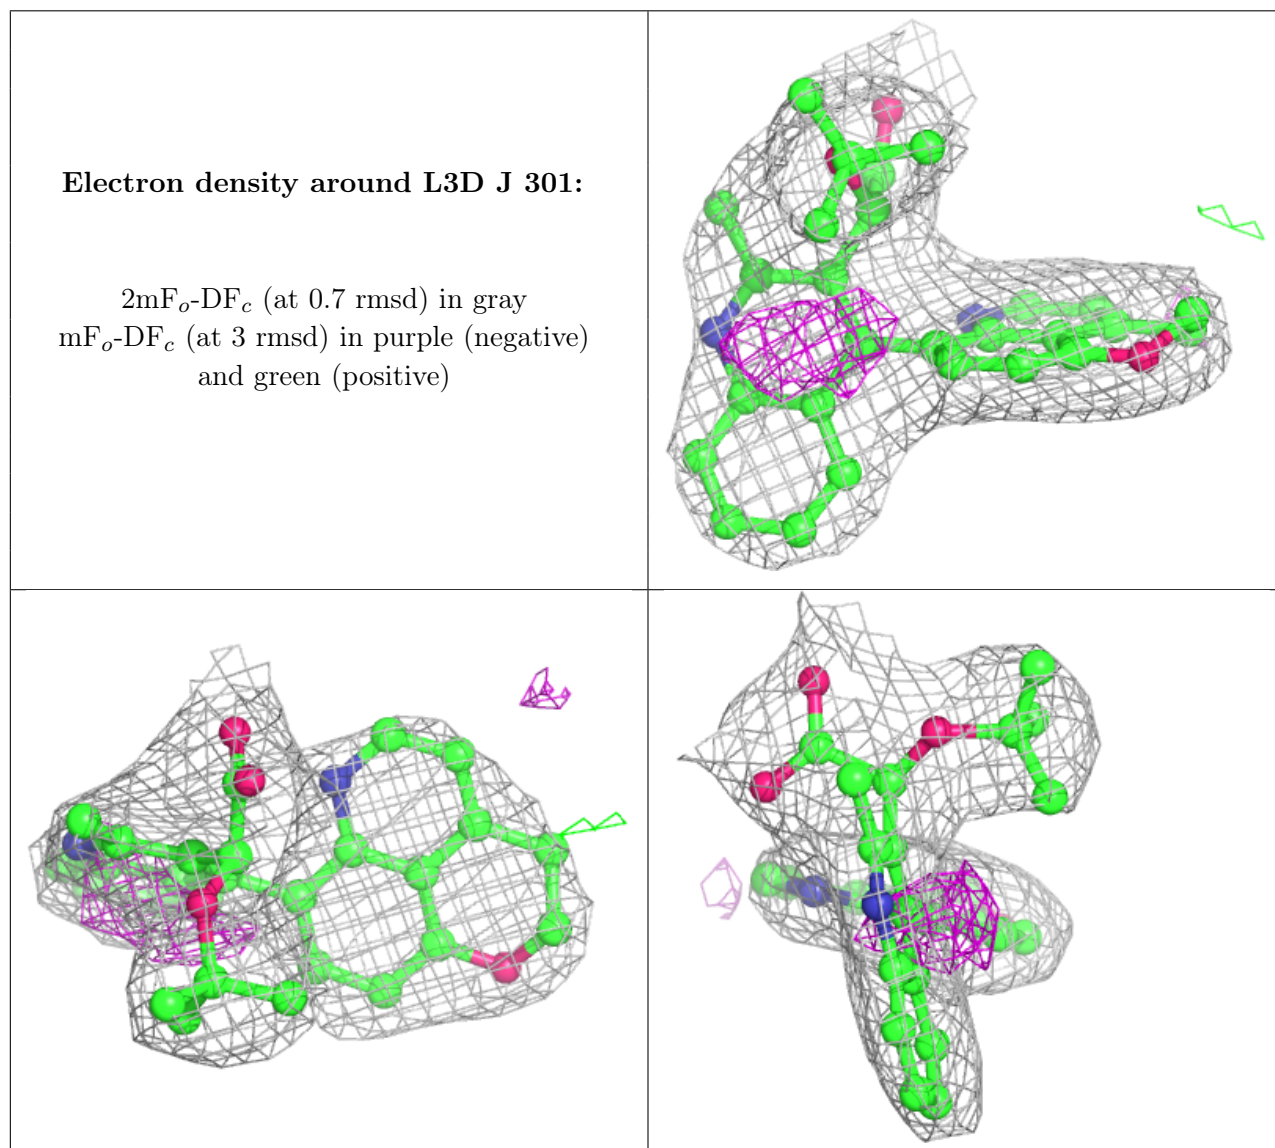 Electron density around L3D J 301:
2mFo-DFc (at 0.7 rmsd) in gray
mFo-DFc (at 3 rmsd) in purple (negative)
and green (positive)